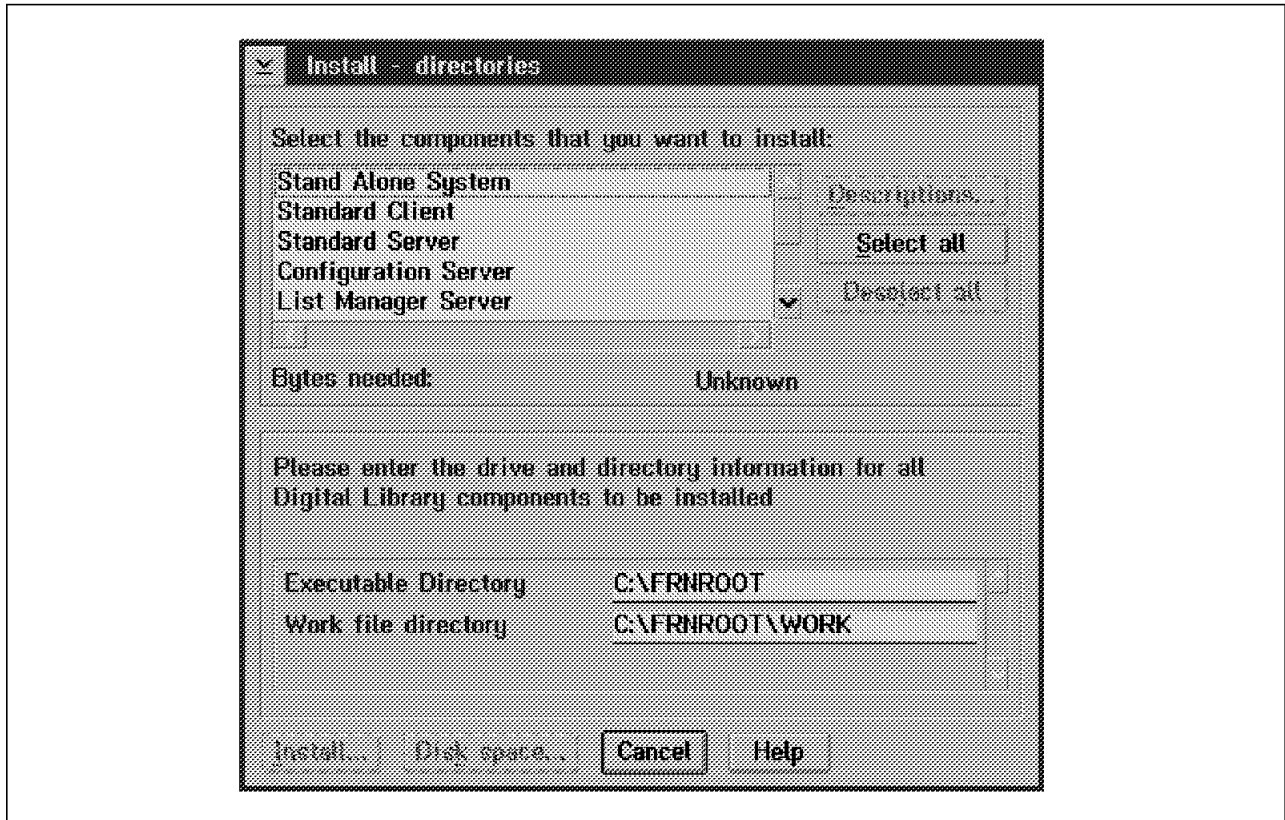 Install - directories
Select the components that you want to install:
Stand Alone System
Standard Client
Standard Server
Configuration Server
List Manager Server
Descriptions...
Select all
Deselect all
Bytes needed: Unknown
Please enter the drive and directory information for all
Digital Library components to be installed
Executable Directory C:\FRNROOT
Work file directory C:\FRNROOT\WORK
Install... Disk space... Cancel Help